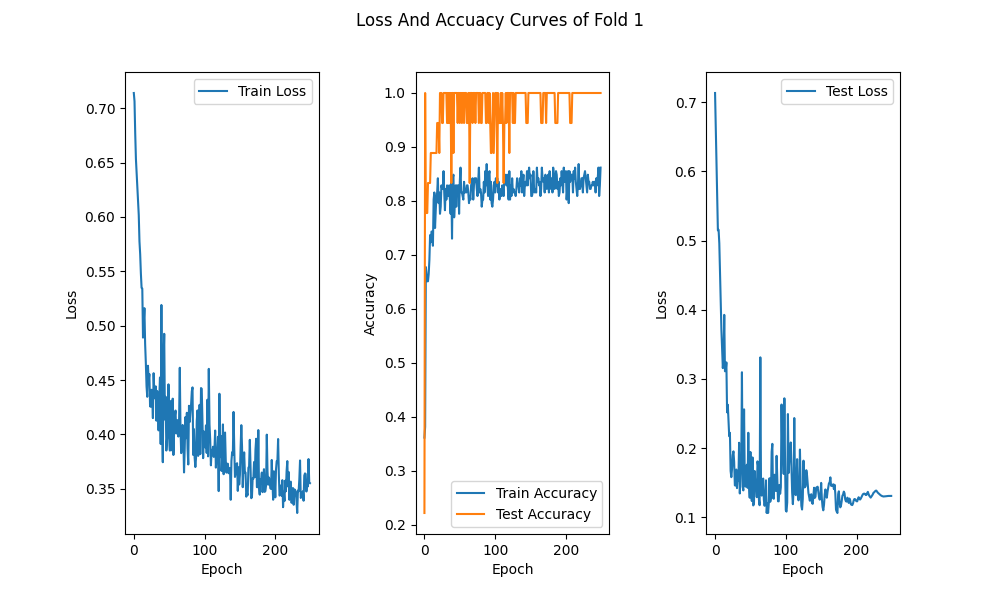 Loss And Accuacy Curves of Fold 1
Train Loss
0.70
0.65
0.60
0.55
0.50
0.45
0.40
0.35
Loss
0 100 200
Epoch
1.0
0.9
0.8
0.7
0.6
0.5
0.4
0.3
0.2
Accuracy
Train Accuracy
Test Accuracy
0 100 200
Epoch
Test Loss
0.7
0.6
0.5
0.4
0.3
0.2
0.1
Loss
0 100 200
Epoch